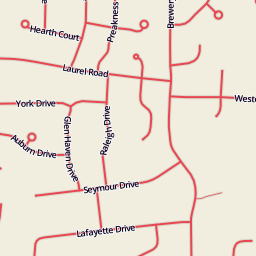 Hearth Court
Preakness
Brewer
Laurel Road
York Drive
Weste
Raleigh Drive
Glen Haven Drive
Auburn Drive
Seymour Drive
Lafayette Drive